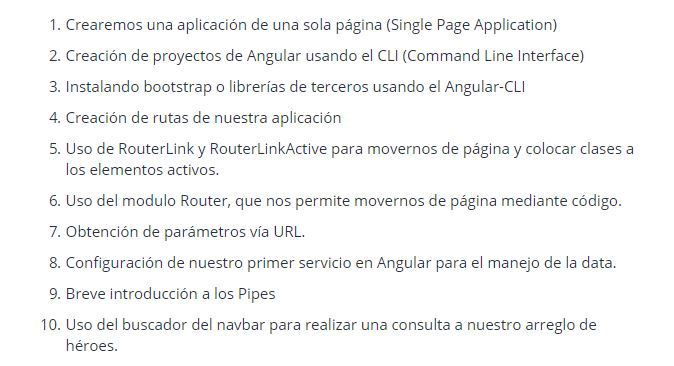 1. Crearemos una aplicación de una sola página (Single Page Application)
2. Creación de proyectos de Angular usando el CLI (Command Line Interface)
3. Instalando bootstrap o librerías de terceros usando el Angular-CLI
4. Creación de rutas de nuestra aplicación
5. Uso de RouterLink y RouterLinkActive para movernos de página y colocar clases a
los elementos activos.
6. Uso del modulo Router, que nos permite movernos de página mediante código.
7. Obtención de parámetros vía URL.
8. Configuración de nuestro primer servicio en Angular para el manejo de la data.
9. Breve introducción a los Pipes
10. Uso del buscador del navbar para realizar una consulta a nuestro arreglo de
héroes.